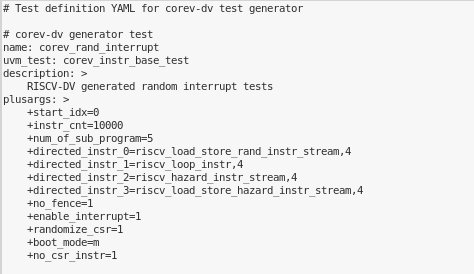 # Test definition YAML for corev-dv test generator

# corev-dv generator test
name: corev_rand_interrupt
uvm_test: corev_instr_base_test
description: >
    RISCV-DV generated random interrupt tests
plusargs: >
    +start_idx=0
    +instr_cnt=10000
    +num_of_sub_program=5
    +directed_instr_0=riscv_load_store_rand_instr_stream,4
    +directed_instr_1=riscv_loop_instr,4
    +directed_instr_2=riscv_hazard_instr_stream,4
    +directed_instr_3=riscv_load_store_hazard_instr_stream,4
    +no_fence=1
    +enable_interrupt=1
    +randomize_csr=1
    +boot_mode=m
    +no_csr_instr=1